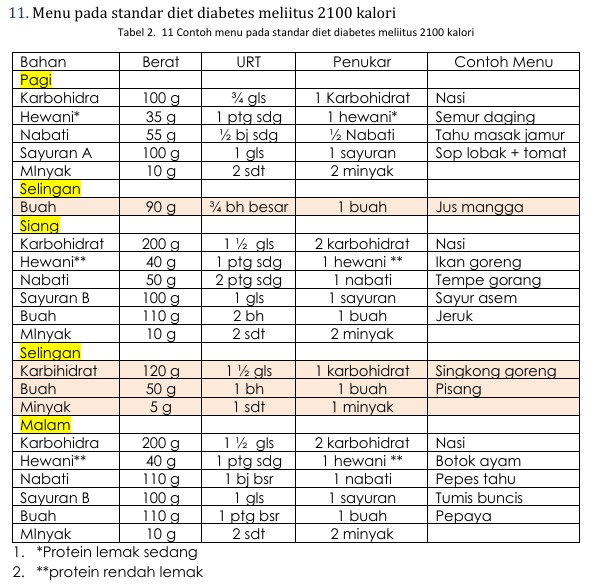 11. Menu pada standar diet diabetes meliitus 2100 kalori
Tabel 2. 11 Contoh menu pada standar diet diabetes meliitus 2100 kalori
Bahan Berat URT Penukar Contoh Menu
Pagi
Karbohidra 100 g ¾ gls 1 Karbohidrat Nasi
Hewani* 35 g 1 ptg sdg 1 hewani* Semur daging
Nabati 55 g ½ bj sdg ½ Nabati Tahu masak jamur
Sayuran A 100 g 1 gls 1 sayuran Sop lobak + tomat
MInyak 10 g 2 sdt 2 minyak
Selingan
Buah 90 g ¾ bh besar 1 buah Jus mangga
Siang
Karbohidrat 200 g 1 ½ gls 2 karbohidrat Nasi
Hewani** 40 g 1 ptg sdg 1 hewani ** Ikan goreng
Nabati 50 g 2 ptg sdg 1 nabati Tempe gorang
Sayuran B 100 g 1 gls 1 sayuran Sayur asem
Buah 110 g 2 bh 1 buah Jeruk
MInyak 10 g 2 sdt 2 minyak
Selingan
Karbihidrat 120 g 1 ½ gls 1 karbohidrat Singkong goreng
Buah 50 g 1 bh 1 buah Pisang
Minyak 5 g 1 sdt 1 minyak
Malam
Karbohidra 200 g 1 ½ gls 2 karbohidrat Nasi
Hewani** 40 g 1 ptg sdg 1 hewani ** Botok ayam
Nabati 110 g 1 bj bsr 1 nabati Pepes tahu
Sayuran B 100 g 1 gls 1 sayuran Tumis buncis
Buah 110 g 1 ptg bsr 1 buah Pepaya
MInyak 10 g 2 sdt 2 minyak
1. *Protein lemak sedang
2. **protein rendah lemak